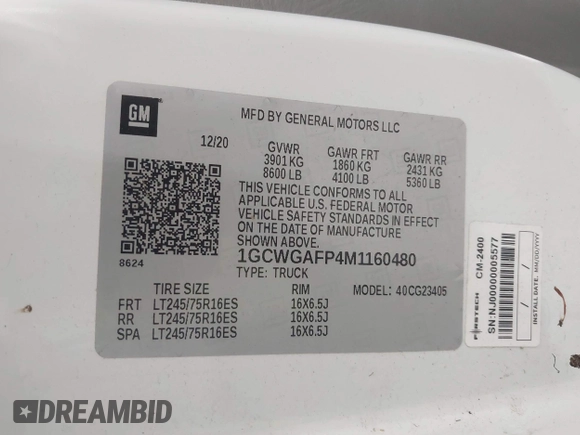 GM
MFD BY GENERAL MOTORS LLC
12/20
GVWR GAWR FRT GAWR RR
3901 KG 1860 KG 2431 KG
8600 LB 4100 LB 5360 LB
THIS VEHICLE CONFORMS TO ALL
APPLICABLE U.S. FEDERAL MOTOR
VEHICLE SAFETY STANDARDS IN EFFECT
ON THE DATE OF MANUFACTURE
SHOWN ABOVE.
8624
1GCWGAFP4M1160480
TYPE: TRUCK
TIRE SIZE RIM MODEL: 40CG23405
FRT LT245/75R16ES 16X6.5J
RR LT245/75R16ES 16X6.5J
SPA LT245/75R16ES 16X6.5J
FIRSTECH CM-2400
SN:NJ00000005577
INSTALL DATE: MM/DD/YYYY
/ /
DREAMBID